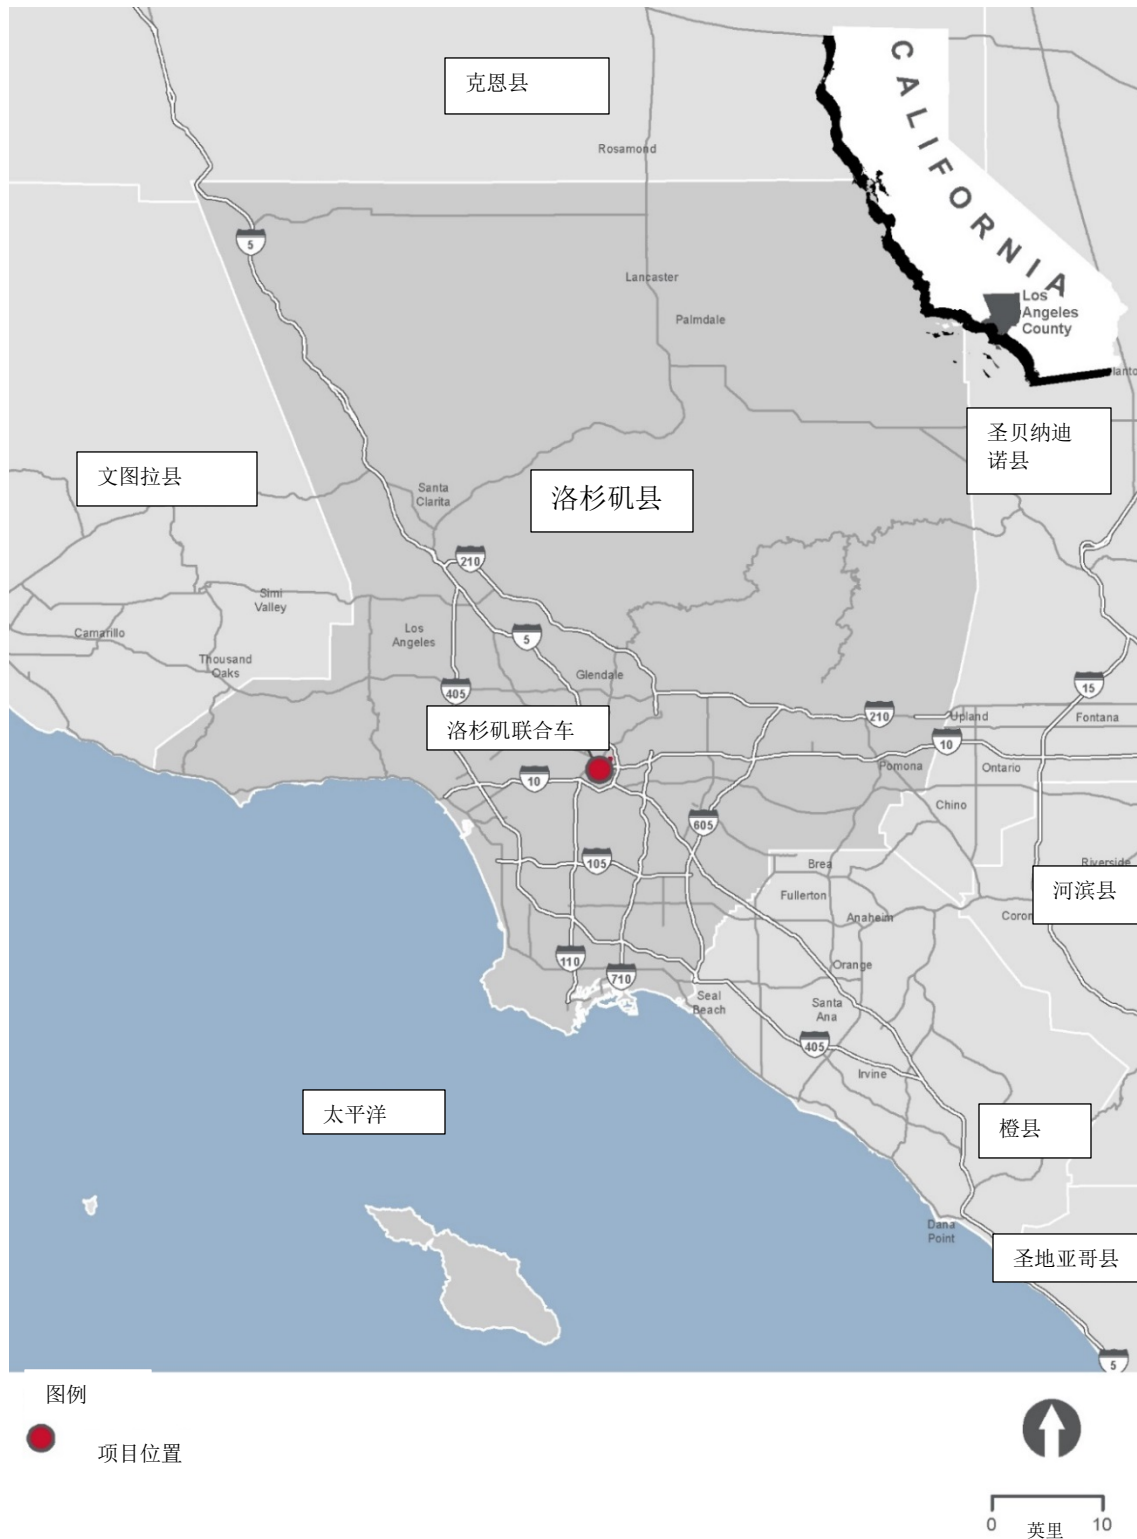 克恩县
CALIFORNIA
Rosamond
5
Lancaster
Los
Angeles
County
Palmdale
圣贝纳迪
诺县
文图拉县
Santa
Clarita
洛杉矶县
210
Simi
Valley
Camarillo
Los
Angeles
5
Thousand
Oaks
Glendale
405
15
210
Upland
Fontana
洛杉矶联合车
10
10
Pomona
Ontario
Chino
605
105
Brea
Riverside
Fullerton
河滨县
Anaheim
110
Orange
710
Seal
Beach
Santa
Ana
405
Irvine
太平洋
橙县
Dana
Point
圣地亚哥县
5
图例
项目位置
0
英里
10